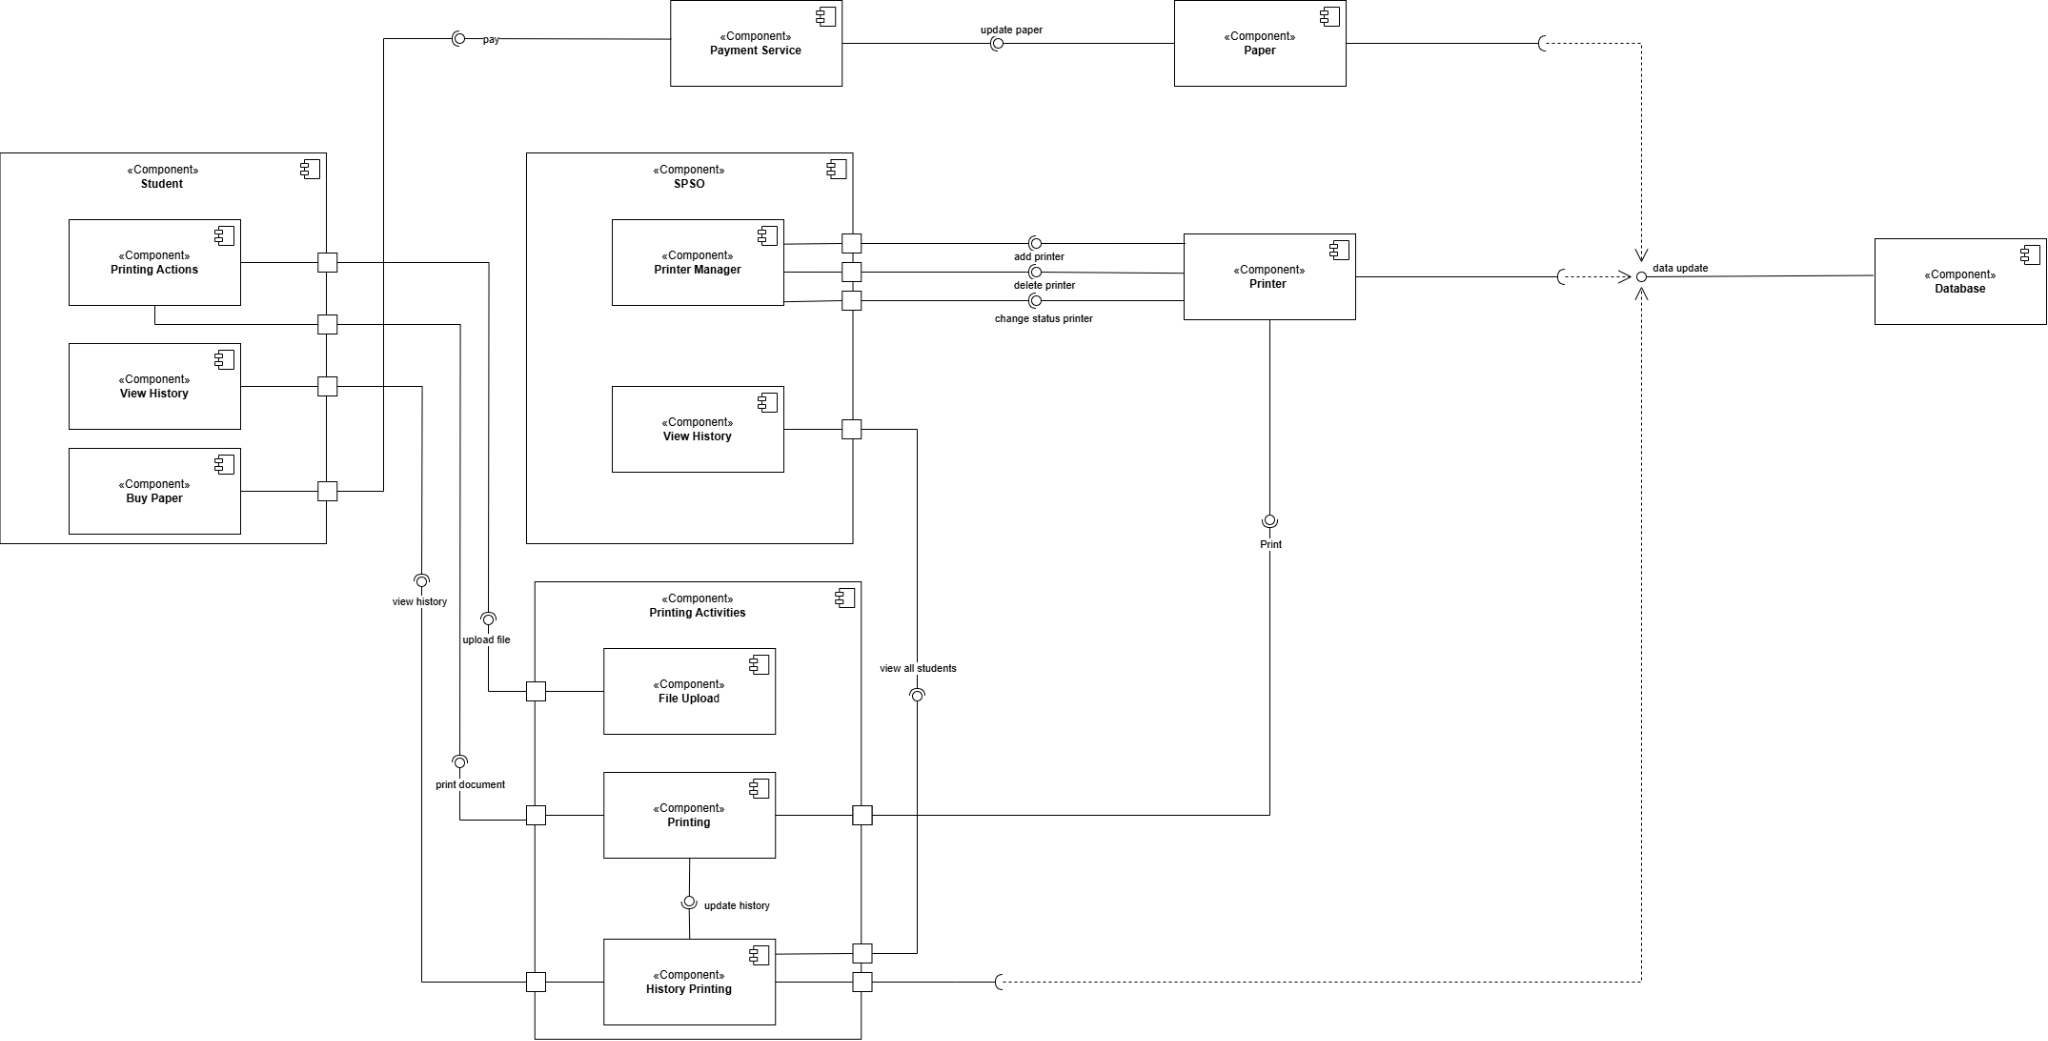 «Component»
Payment Service
«Component»
Paper
pay
update paper
«Component»
Student
«Component»
Printing Actions
«Component»
View History
«Component»
Buy Paper
«Component»
SPSO
«Component»
Printer Manager
«Component»
View History
add printer
delete printer
change status printer
«Component»
Printer
data update
«Component»
Database
Print
view history
upload file
print document
view all students
«Component»
Printing Activities
«Component»
File Upload
«Component»
Printing
update history
«Component»
History Printing